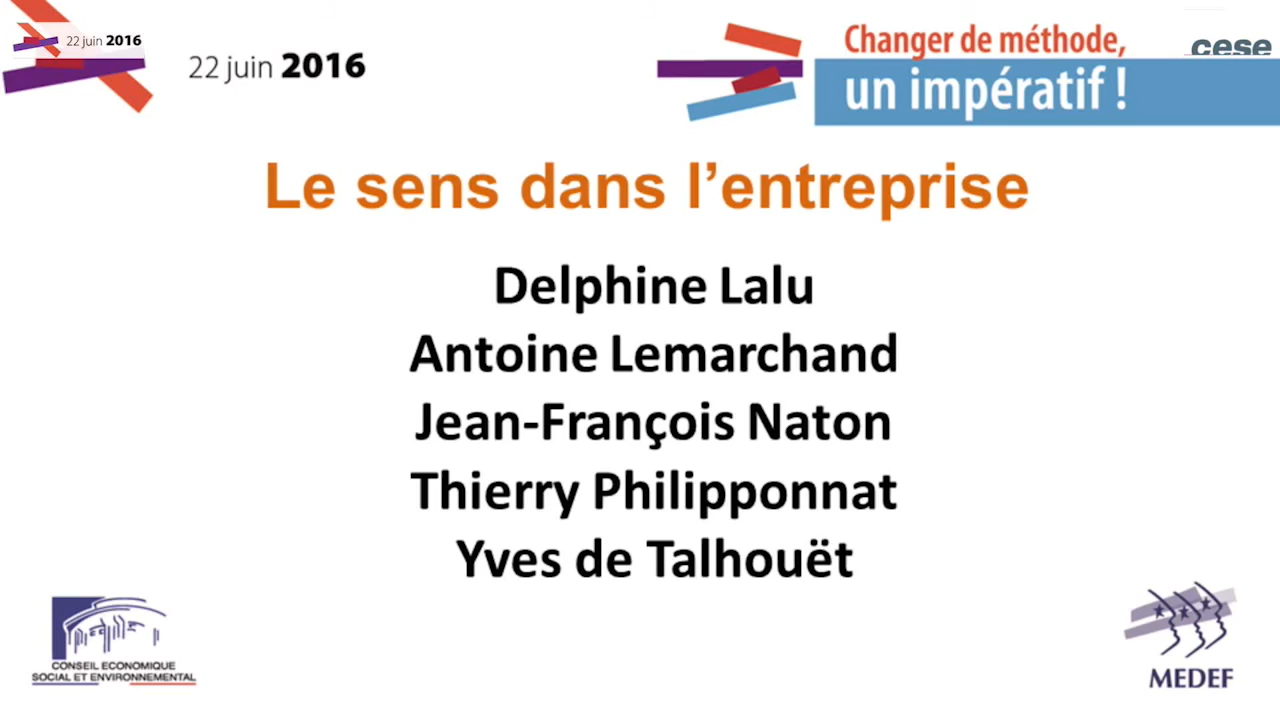 22 juin 2016
22 juin 2016
Changer de méthode,
un impératif !
cese
Le sens dans l’entreprise
Delphine Lalu
Antoine Lemarchand
Jean-François Naton
Thierry Philipponnat
Yves de Talhouët
CONSEIL ECONOMIQUE
SOCIAL ET ENVIRONNEMENTAL
MEDEF